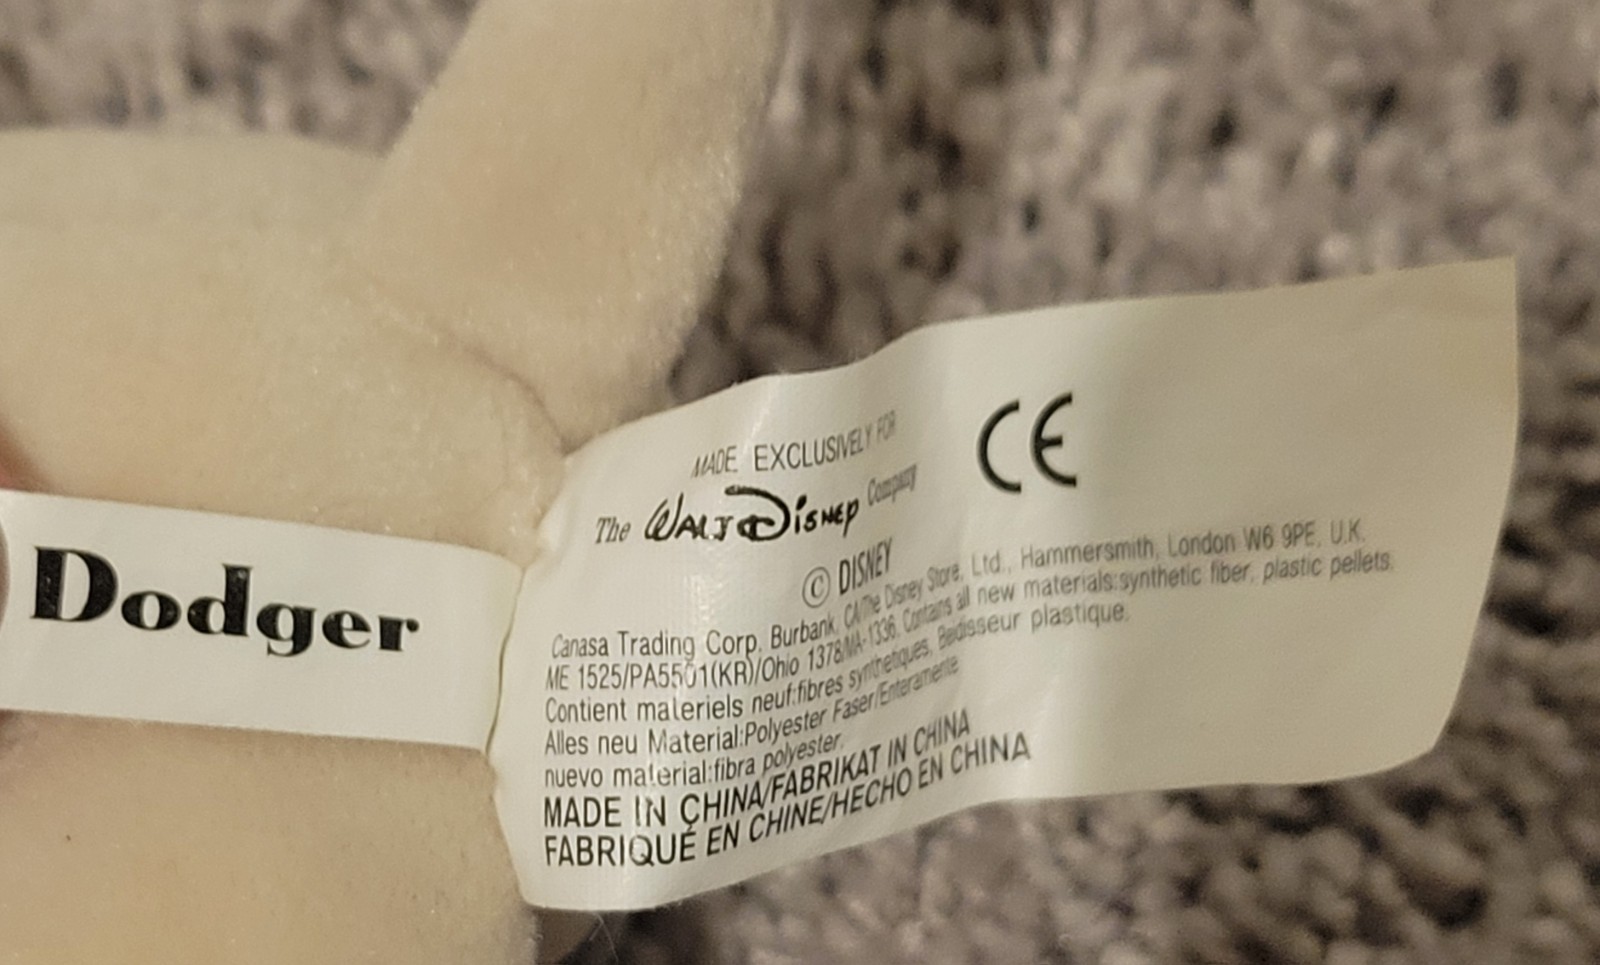 Dodger
MADE EXCLUSIVELY FOR
The WALT DISNEY Company
CE
© DISNEY
Canasa Trading Corp. Burbank, CA/The Disney Store, Ltd., Hammersmith, London W6 9PE, U.K.
ME 1525/PA5501(KR)/Ohio 1378/MA-1336. Contains all new materials:synthetic fiber, plastic pellets.
Contient materiels neuf:fibres synthetiques, Bedisseur plastique.
Alles neu Material:Polyester Faser/Enteramente
nuevo material:fibra polyester.
MADE IN CHINA/FABRIKAT IN CHINA
FABRIQUÉ EN CHINE/HECHO EN CHINA